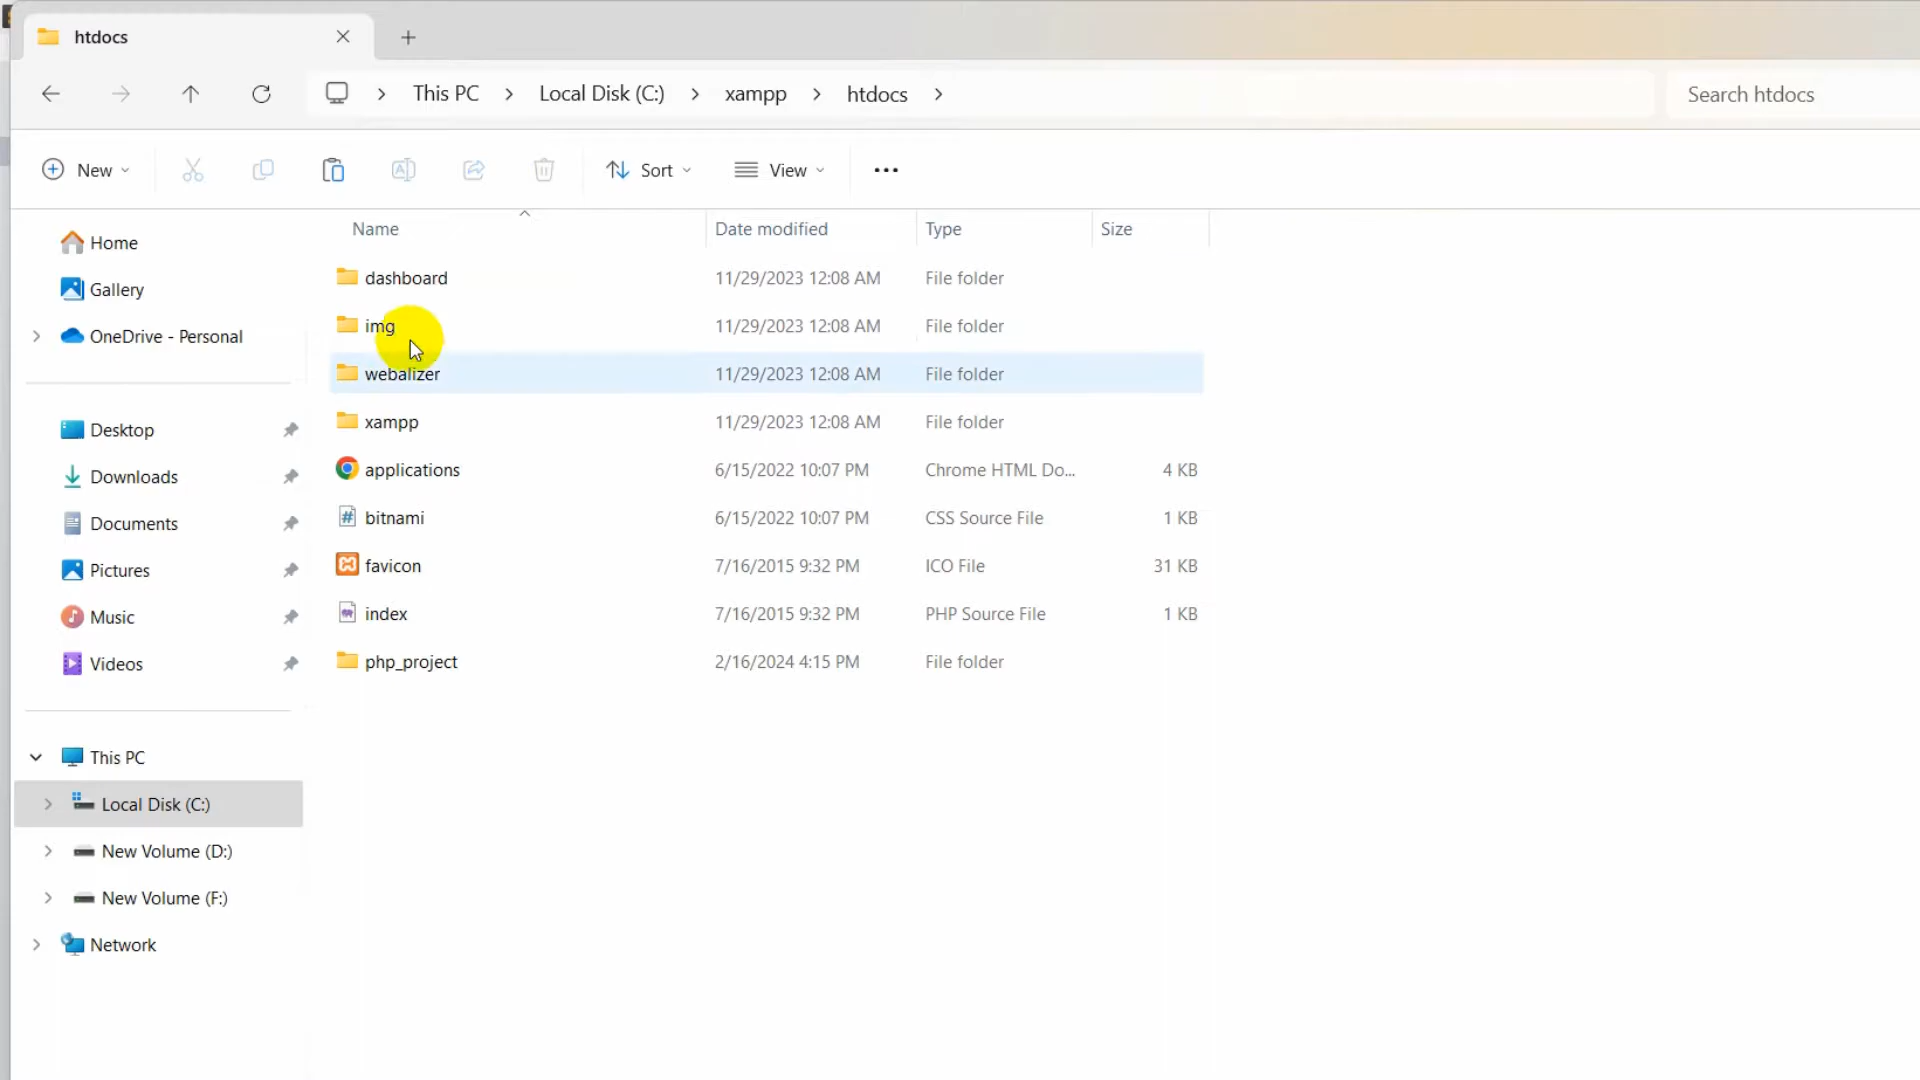 htdocs
This PC > Local Disk (C:) > xampp > htdocs >
Search htdocs
New
Sort
View
Name Date modified Type Size
Home
Gallery
OneDrive - Personal
Desktop
Downloads
Documents
Pictures
Music
Videos
This PC
Local Disk (C:)
New Volume (D:)
New Volume (F:)
Network
dashboard 11/29/2023 12:08 AM File folder
img 11/29/2023 12:08 AM File folder
webalizer 11/29/2023 12:08 AM File folder
xampp 11/29/2023 12:08 AM File folder
applications 6/15/2022 10:07 PM Chrome HTML Do... 4 KB
bitnami 6/15/2022 10:07 PM CSS Source File 1 KB
favicon 7/16/2015 9:32 PM ICO File 31 KB
index 7/16/2015 9:32 PM PHP Source File 1 KB
php_project 2/16/2024 4:15 PM File folder